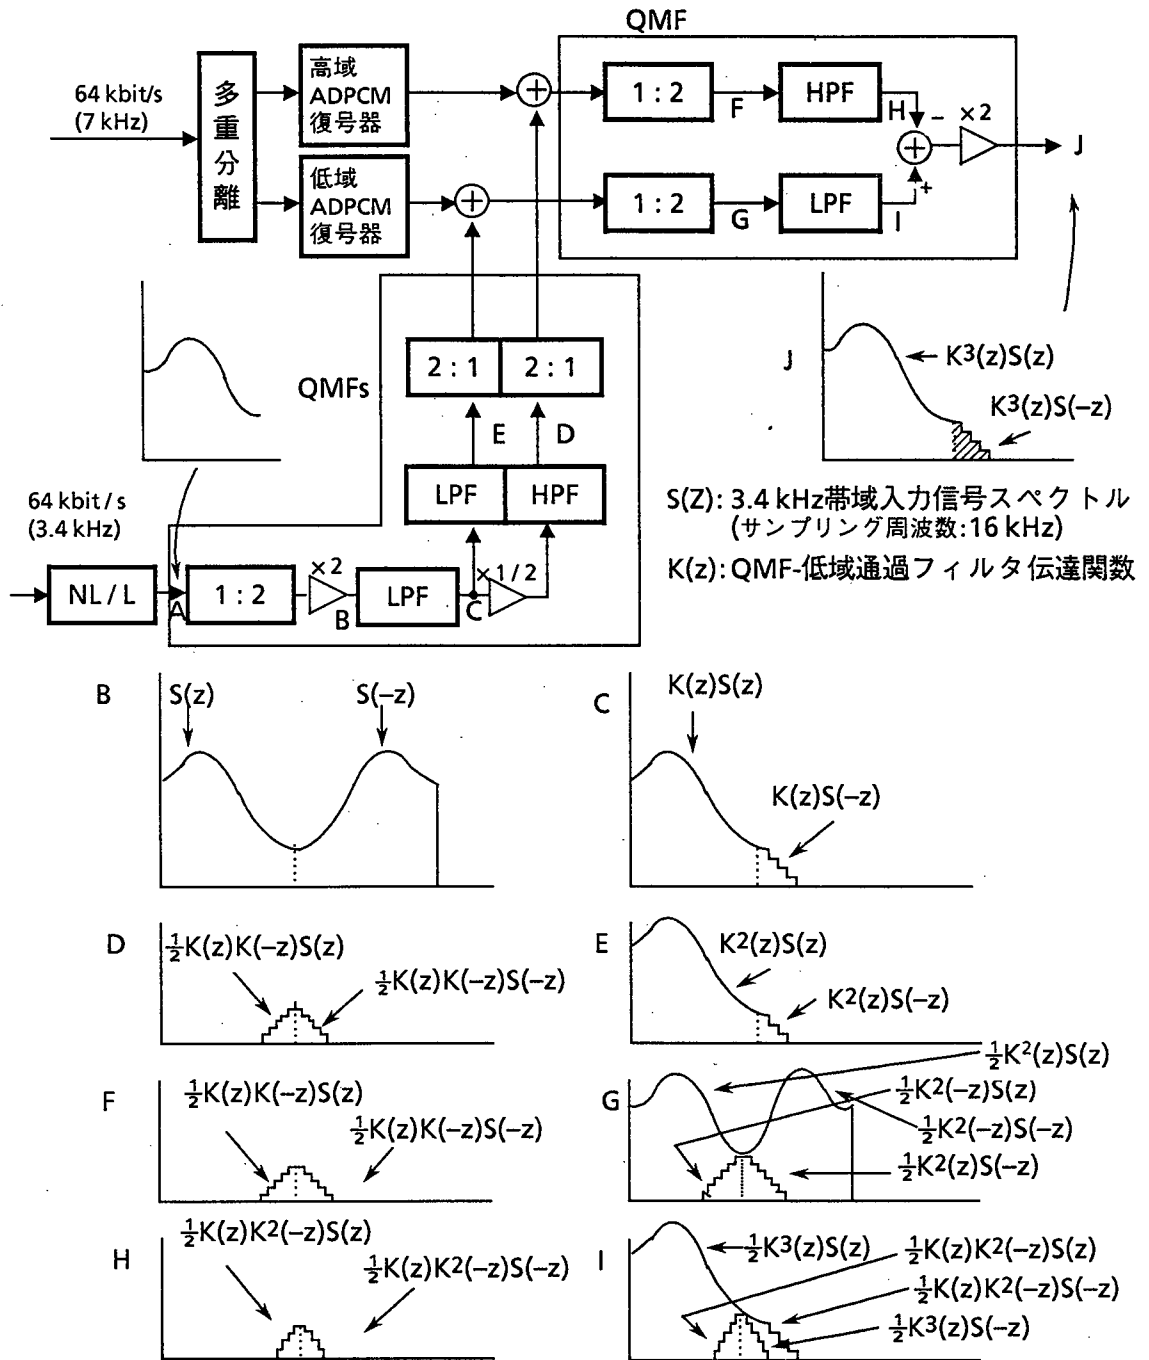 QMF
64 kbit/s
(7 kHz)
多重分離
高域
ADPCM
復号器
低域
ADPCM
復号器
1 : 2
F
HPF
H
−
×2
J
1 : 2
G
LPF
I
+
QMFs
2 : 1
2 : 1
E
D
LPF
HPF
64 kbit / s
(3.4 kHz)
NL / L
A
1 : 2
×2
B
LPF
C
×1 / 2
J
K3(z)S(z)
K3(z)S(−z)
S(Z): 3.4 kHz帯域入力信号スペクトル
(サンプリング周波数:16 kHz)
K(z): QMF-低域通過フィルタ伝達関数
B
S(z)
S(−z)
C
K(z)S(z)
K(z)S(−z)
D
½K(z)K(−z)S(z)
½K(z)K(−z)S(−z)
E
K2(z)S(z)
K2(z)S(−z)
F
½K(z)K(−z)S(z)
½K(z)K(−z)S(−z)
G
½K2(z)S(z)
½K2(−z)S(z)
½K2(−z)S(−z)
½K2(z)S(−z)
H
½K(z)K2(−z)S(z)
½K(z)K2(−z)S(−z)
I
½K3(z)S(z)
½K(z)K2(−z)S(z)
½K(z)K2(−z)S(−z)
½K3(z)S(−z)